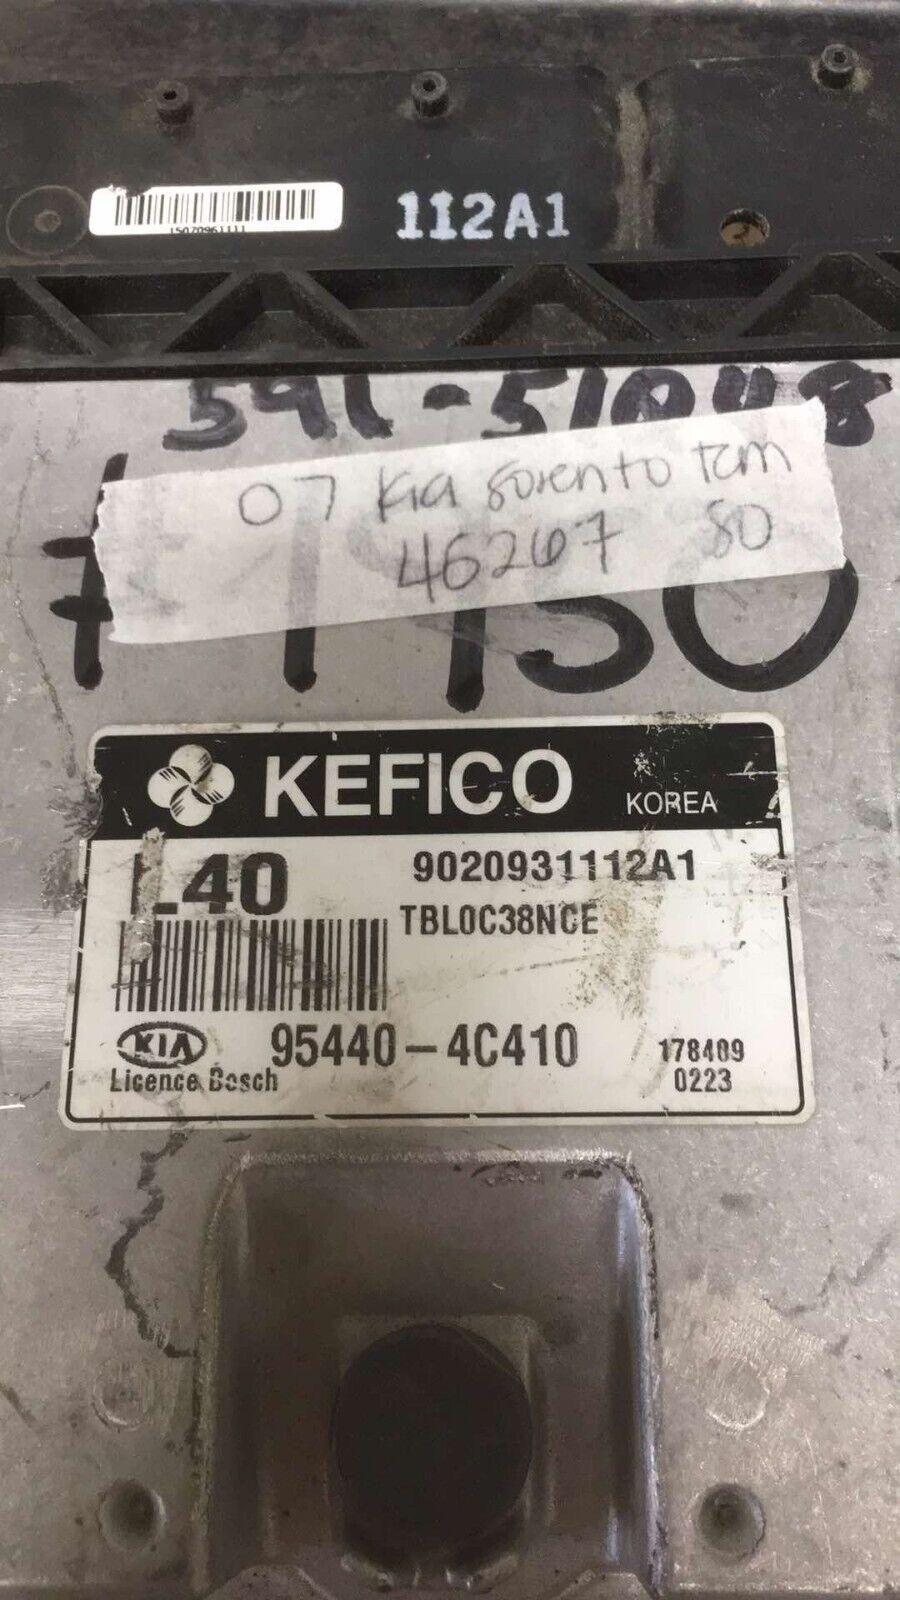 15070961111
112A1
591-51048
07 Kia Sorento tcm
46267 80
KEFICO KOREA
L40 9020931112A1
TBL0C38NCE
KIA 95440-4C410 178409
Licence Bosch 0223